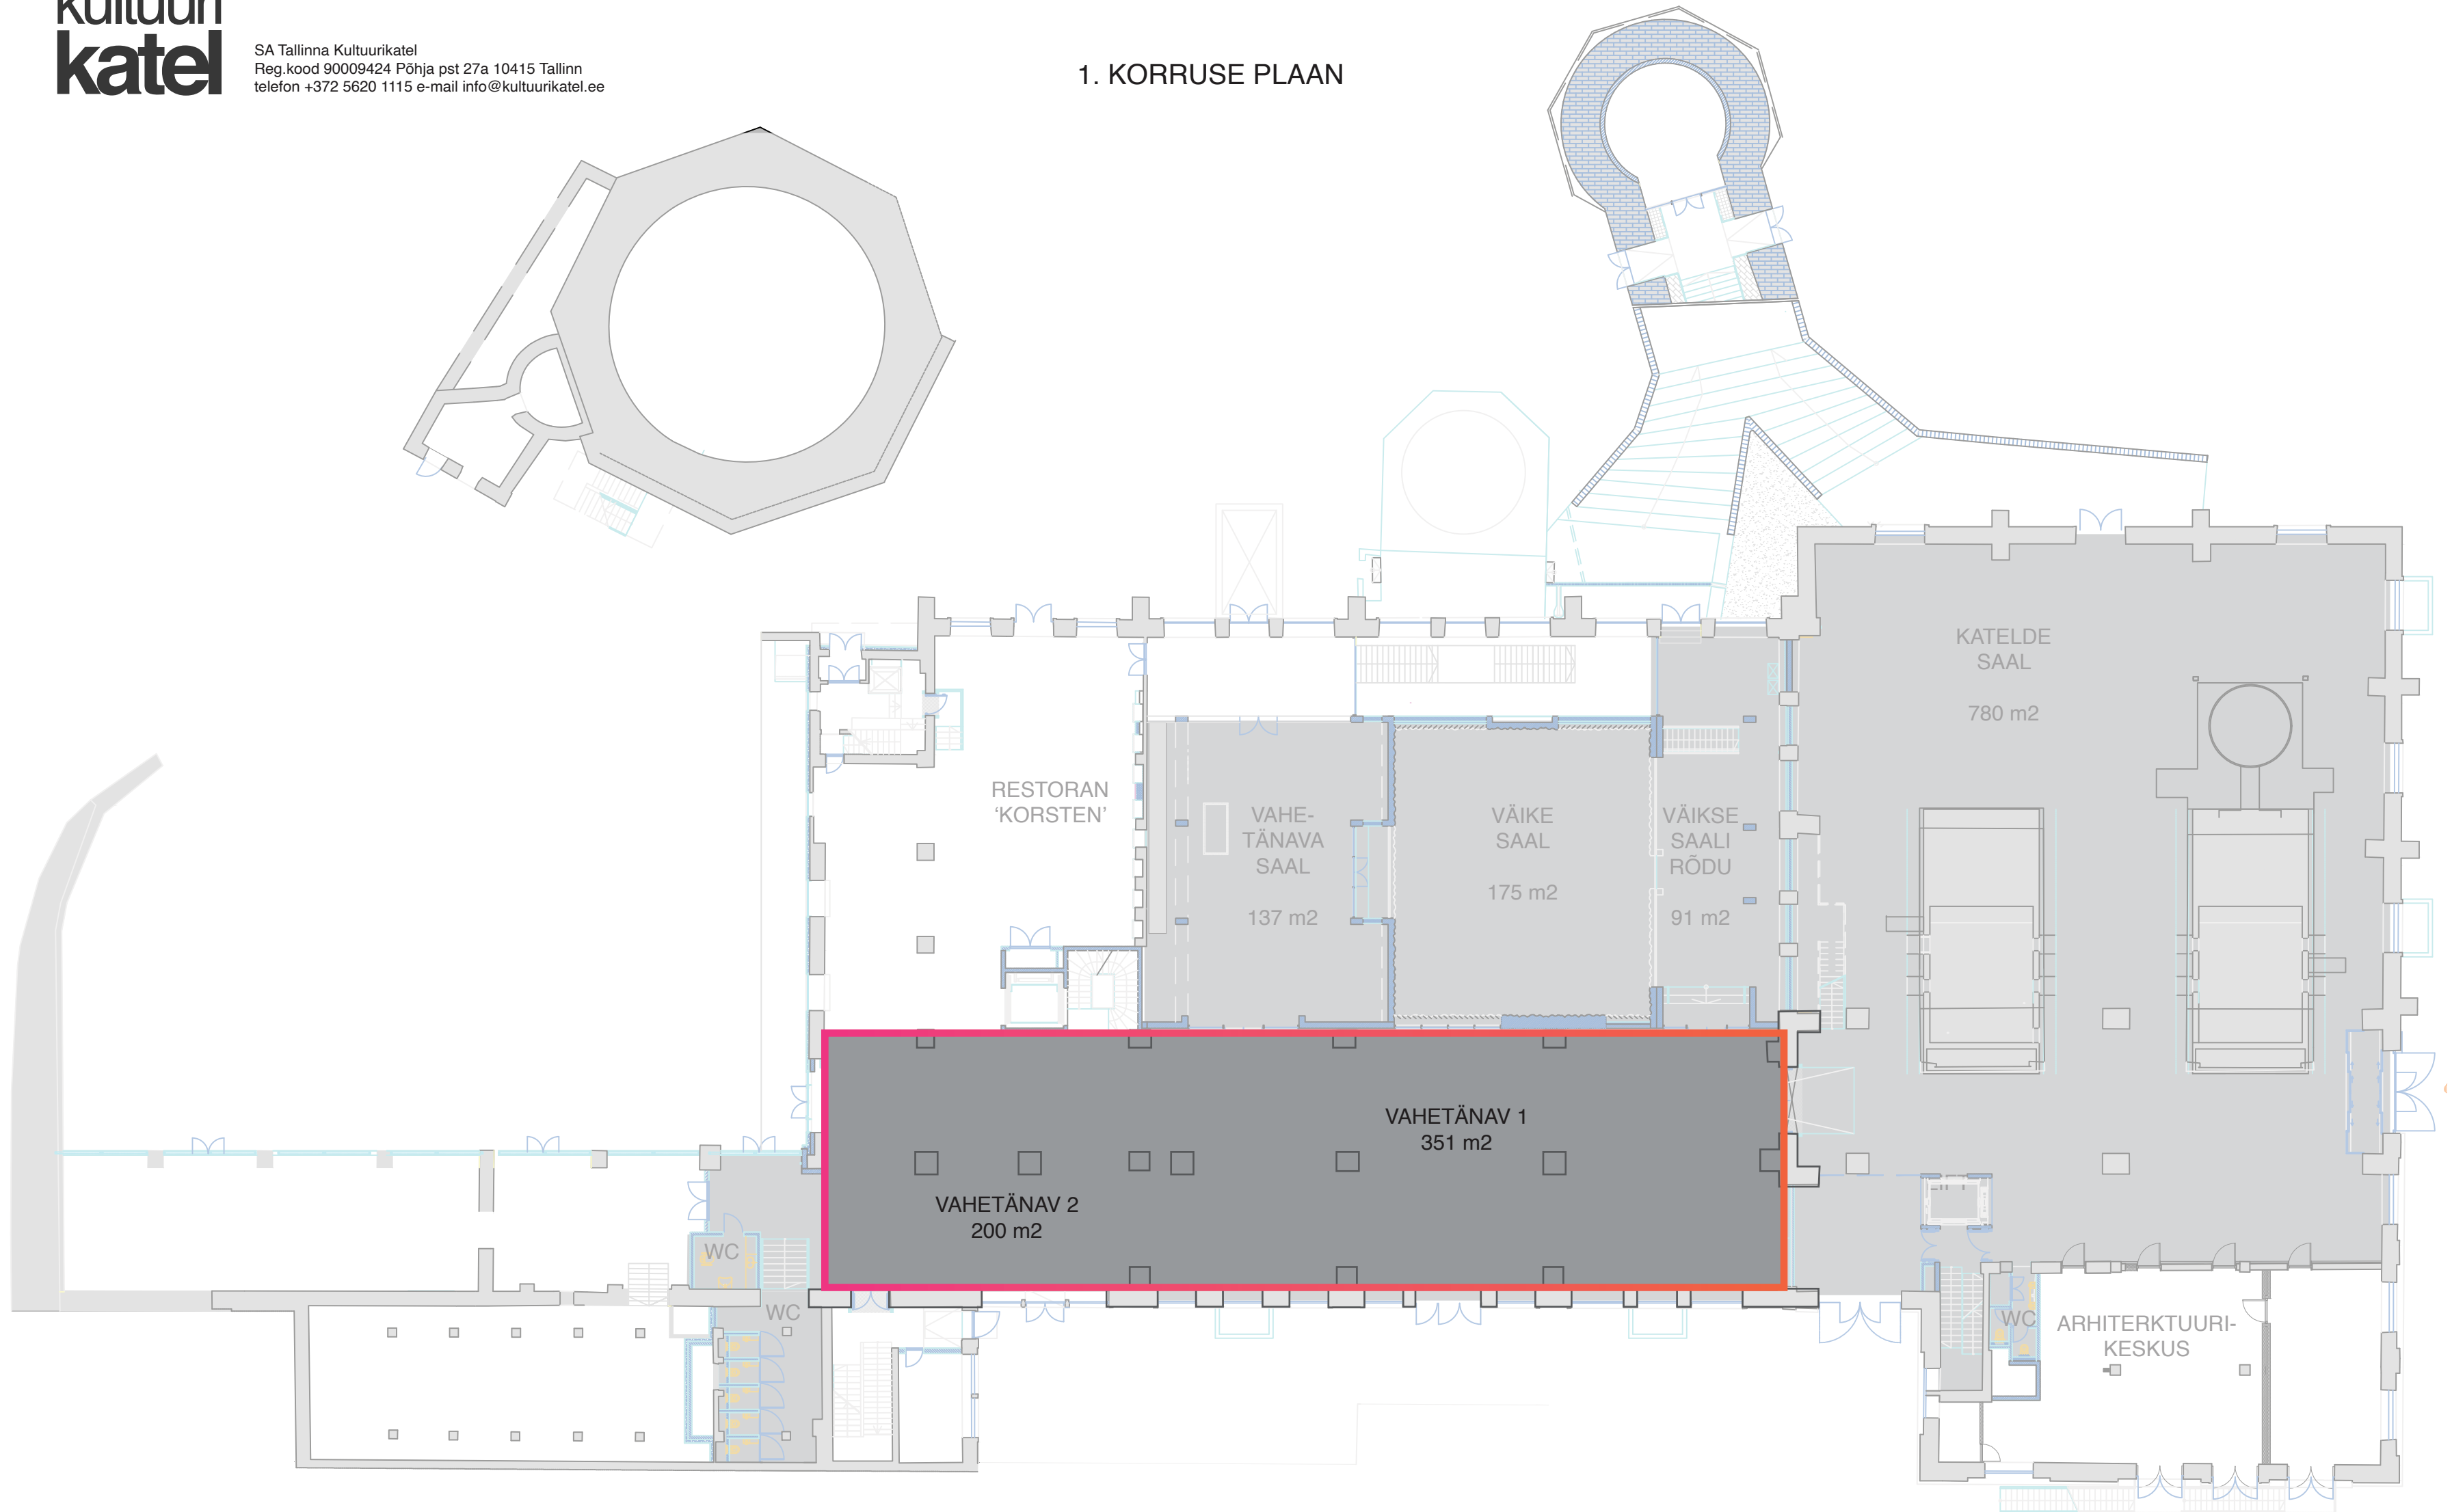 kultuuri
katel
SA Tallinna Kultuurikatel
Reg.kood 90009424 Põhja pst 27a 10415 Tallinn
telefon +372 5620 1115 e-mail info@kultuurikatel.ee
1. KORRUSE PLAAN
KATELDE
SAAL
780 m2
RESTORAN
‘KORSTEN’
VAHE-
TÄNAVA
SAAL
137 m2
VÄIKE
SAAL
175 m2
VÄIKSE
SAALI
RÕDU
91 m2
VAHETÄNAV 1
351 m2
VAHETÄNAV 2
200 m2
WC
WC
WC
ARHITERKTUURI-
KESKUS